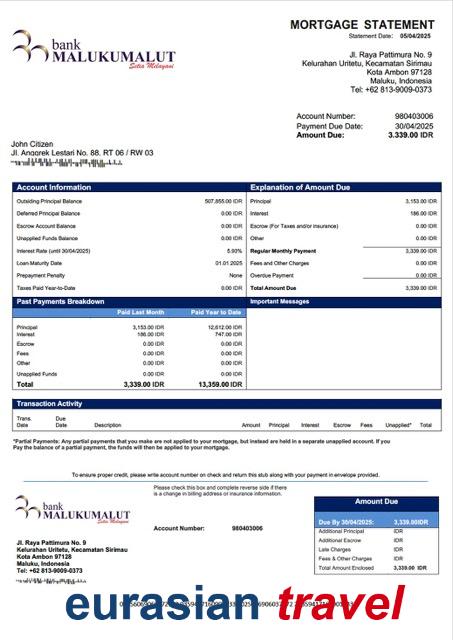 MORTGAGE STATEMENT
Statement Date: 05/04/2025
bank
MALUKUMALUT
Setia Melayani
Jl. Raya Pattimura No. 9
Kelurahan Uritetu, Kecamatan Sirimau
Kota Ambon 97128
Maluku, Indonesia
Tel: +62 813-9009-0373
Account Number: 980403006
Payment Due Date: 30/04/2025
Amount Due: 3.339.00 IDR
John Citizen
Jl. Anggrek Lestari No. 88. RT 06 / RW 03
Account Information
Outsiding Principal Balance 507,855.00 IDR
Deferred Principal Balance 0.00 IDR
Escrow Account Balance 0.00 IDR
Unapplied Funds Balance 0.00 IDR
Interest Rate (until 30/04/2025) 5.93%
Loan Maturity Date 01.01 2025
Prepayment Penalty None
Taxes Paid Year-to-Date 0.00 IDR
Explanation of Amount Due
Principal 3,153.00 IDR
Interest 186.00 IDR
Escrow (For Taxes and/or insurance) 0.00 IDR
Other 0.00 IDR
Regular Monthly Payment 3,339.00 IDR
Fees and Other Charges 0.00 IDR
Overdue Payment 0.00 IDR
Total Amount Due 3,339.00 IDR
Past Payments Breakdown
Paid Last Month Paid Year to Date
Principal 3,153.00 IDR 12,612.00 IDR
Interest 186.00 IDR 747.00 IDR
Escrow 0.00 IDR 0.00 IDR
Fees 0.00 IDR 0.00 IDR
Other 0.00 IDR 0.00 IDR
Unapplied Funds 0.00 IDR 0.00 IDR
Total 3,339.00 IDR 13,359.00 IDR
Important Messages
Transaction Activity
Trans. Date Due Date Description Amount Principal Interest Escrow Fees Unapplied* Total
*Partial Payments: Any partial payments that you make are not applied to your mortgage, but instead are held in a separate unapplied account. If you
Pay the balance of a partial payment, the funds will then be applied to your mortgage.
To ensure proper credit, please write account number on check and return this stub along with your payment in envelope provided.
Please check this box and complete reverse side if there
is a change in billing address or insurance information.
bank
MALUKUMALUT
Setia Melayani
Account Number: 980403006
Jl. Raya Pattimura No. 9
Kelurahan Uritetu, Kecamatan Sirimau
Kota Ambon 97128
Maluku, Indonesia
Tel: +62 813-9009-0373
Amount Due
Due By 30/04/2025: 3,339.00IDR
Additional Principal IDR
Additional Escrow IDR
Late Charges IDR
Fees & Other Charges IDR
Total Amount Enclosed 3,339.00 IDR
eurasian travel